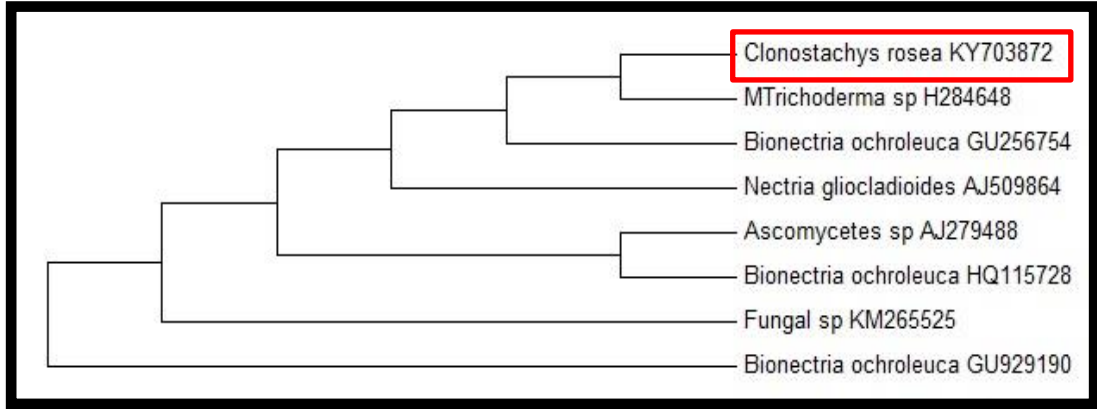 Clonostachys rosea KY703872
MTrichoderma sp H284648
Bionectria ochroleuca GU256754
Nectria gliocladioides AJ509864
Ascomycetes sp AJ279488
Bionectria ochroleuca HQ115728
Fungal sp KM265525
Bionectria ochroleuca GU929190